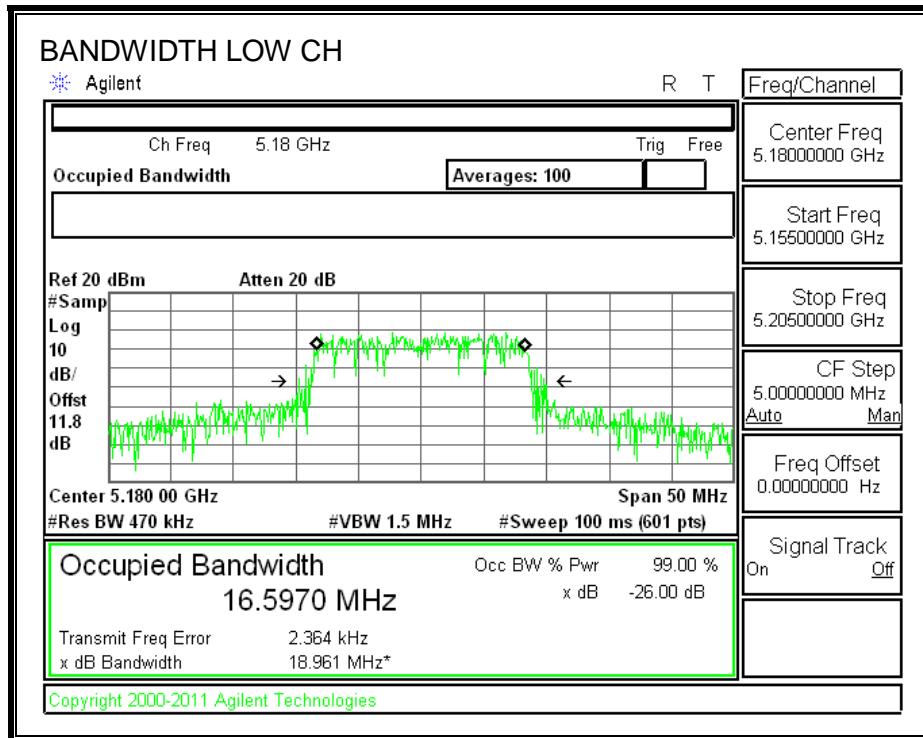 BANDWIDTH LOW CH
Agilent R T
Ch Freq 5.18 GHz Trig Free
Occupied Bandwidth Averages: 100
Ref 20 dBm Atten 20 dB
#Samp
Log
10
dB/
Offst
11.8
dB
Center 5.180 00 GHz Span 50 MHz
#Res BW 470 kHz #VBW 1.5 MHz #Sweep 100 ms (601 pts)
Occupied Bandwidth Occ BW % Pwr 99.00 %
16.5970 MHz x dB -26.00 dB
Transmit Freq Error 2.364 kHz
x dB Bandwidth 18.961 MHz*
Copyright 2000-2011 Agilent Technologies
Freq/Channel
Center Freq
5.18000000 GHz
Start Freq
5.15500000 GHz
Stop Freq
5.20500000 GHz
CF Step
5.00000000 MHz
Auto Man
Freq Offset
0.00000000 Hz
Signal Track
On Off